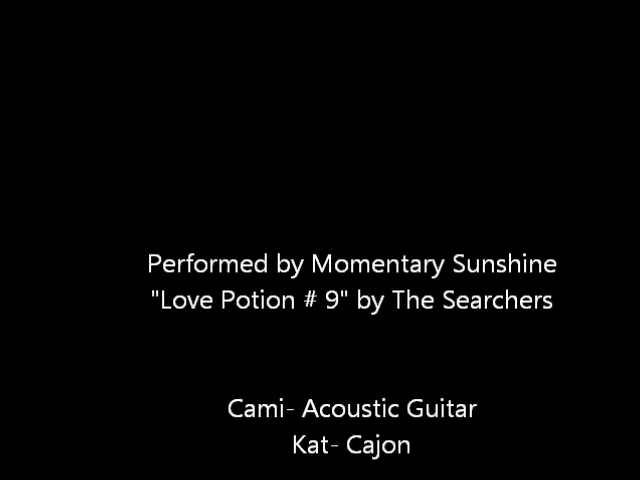 Performed by Momentary Sunshine
"Love Potion # 9" by The Searchers
Cami- Acoustic Guitar
Kat- Cajon